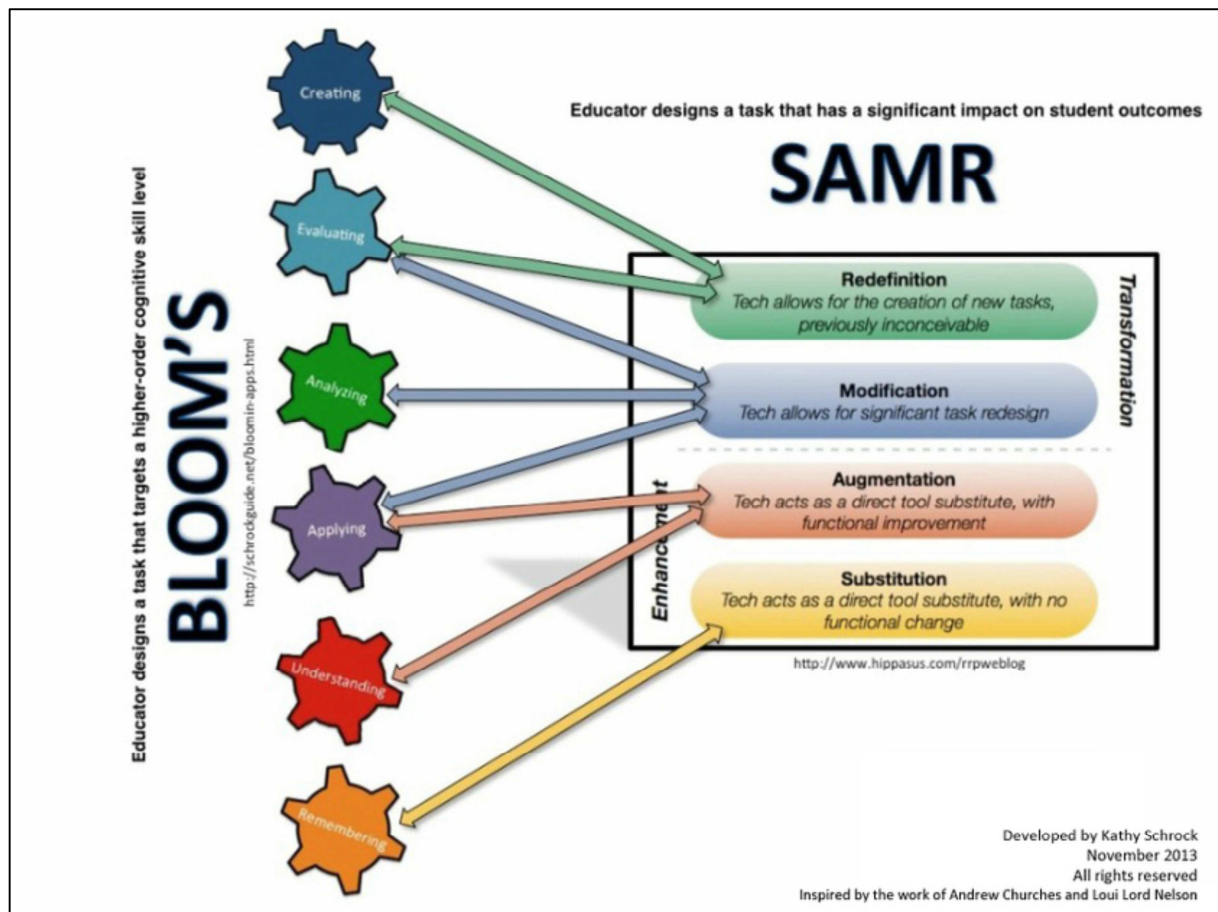 Educator designs a task that targets a higher-order cognitive skill level
BLOOM'S
http://schrockguide.net/bloomin-apps.html
Creating
Evaluating
Analyzing
Applying
Understanding
Remembering
Educator designs a task that has a significant impact on student outcomes
SAMR
Redefinition
Tech allows for the creation of new tasks,
previously inconceivable
Modification
Tech allows for significant task redesign
Transformation
Augmentation
Tech acts as a direct tool substitute, with
functional improvement
Substitution
Tech acts as a direct tool substitute, with no
functional change
Enhancement
http://www.hippasus.com/rrpweblog
Developed by Kathy Schrock
November 2013
All rights reserved
Inspired by the work of Andrew Churches and Loui Lord Nelson